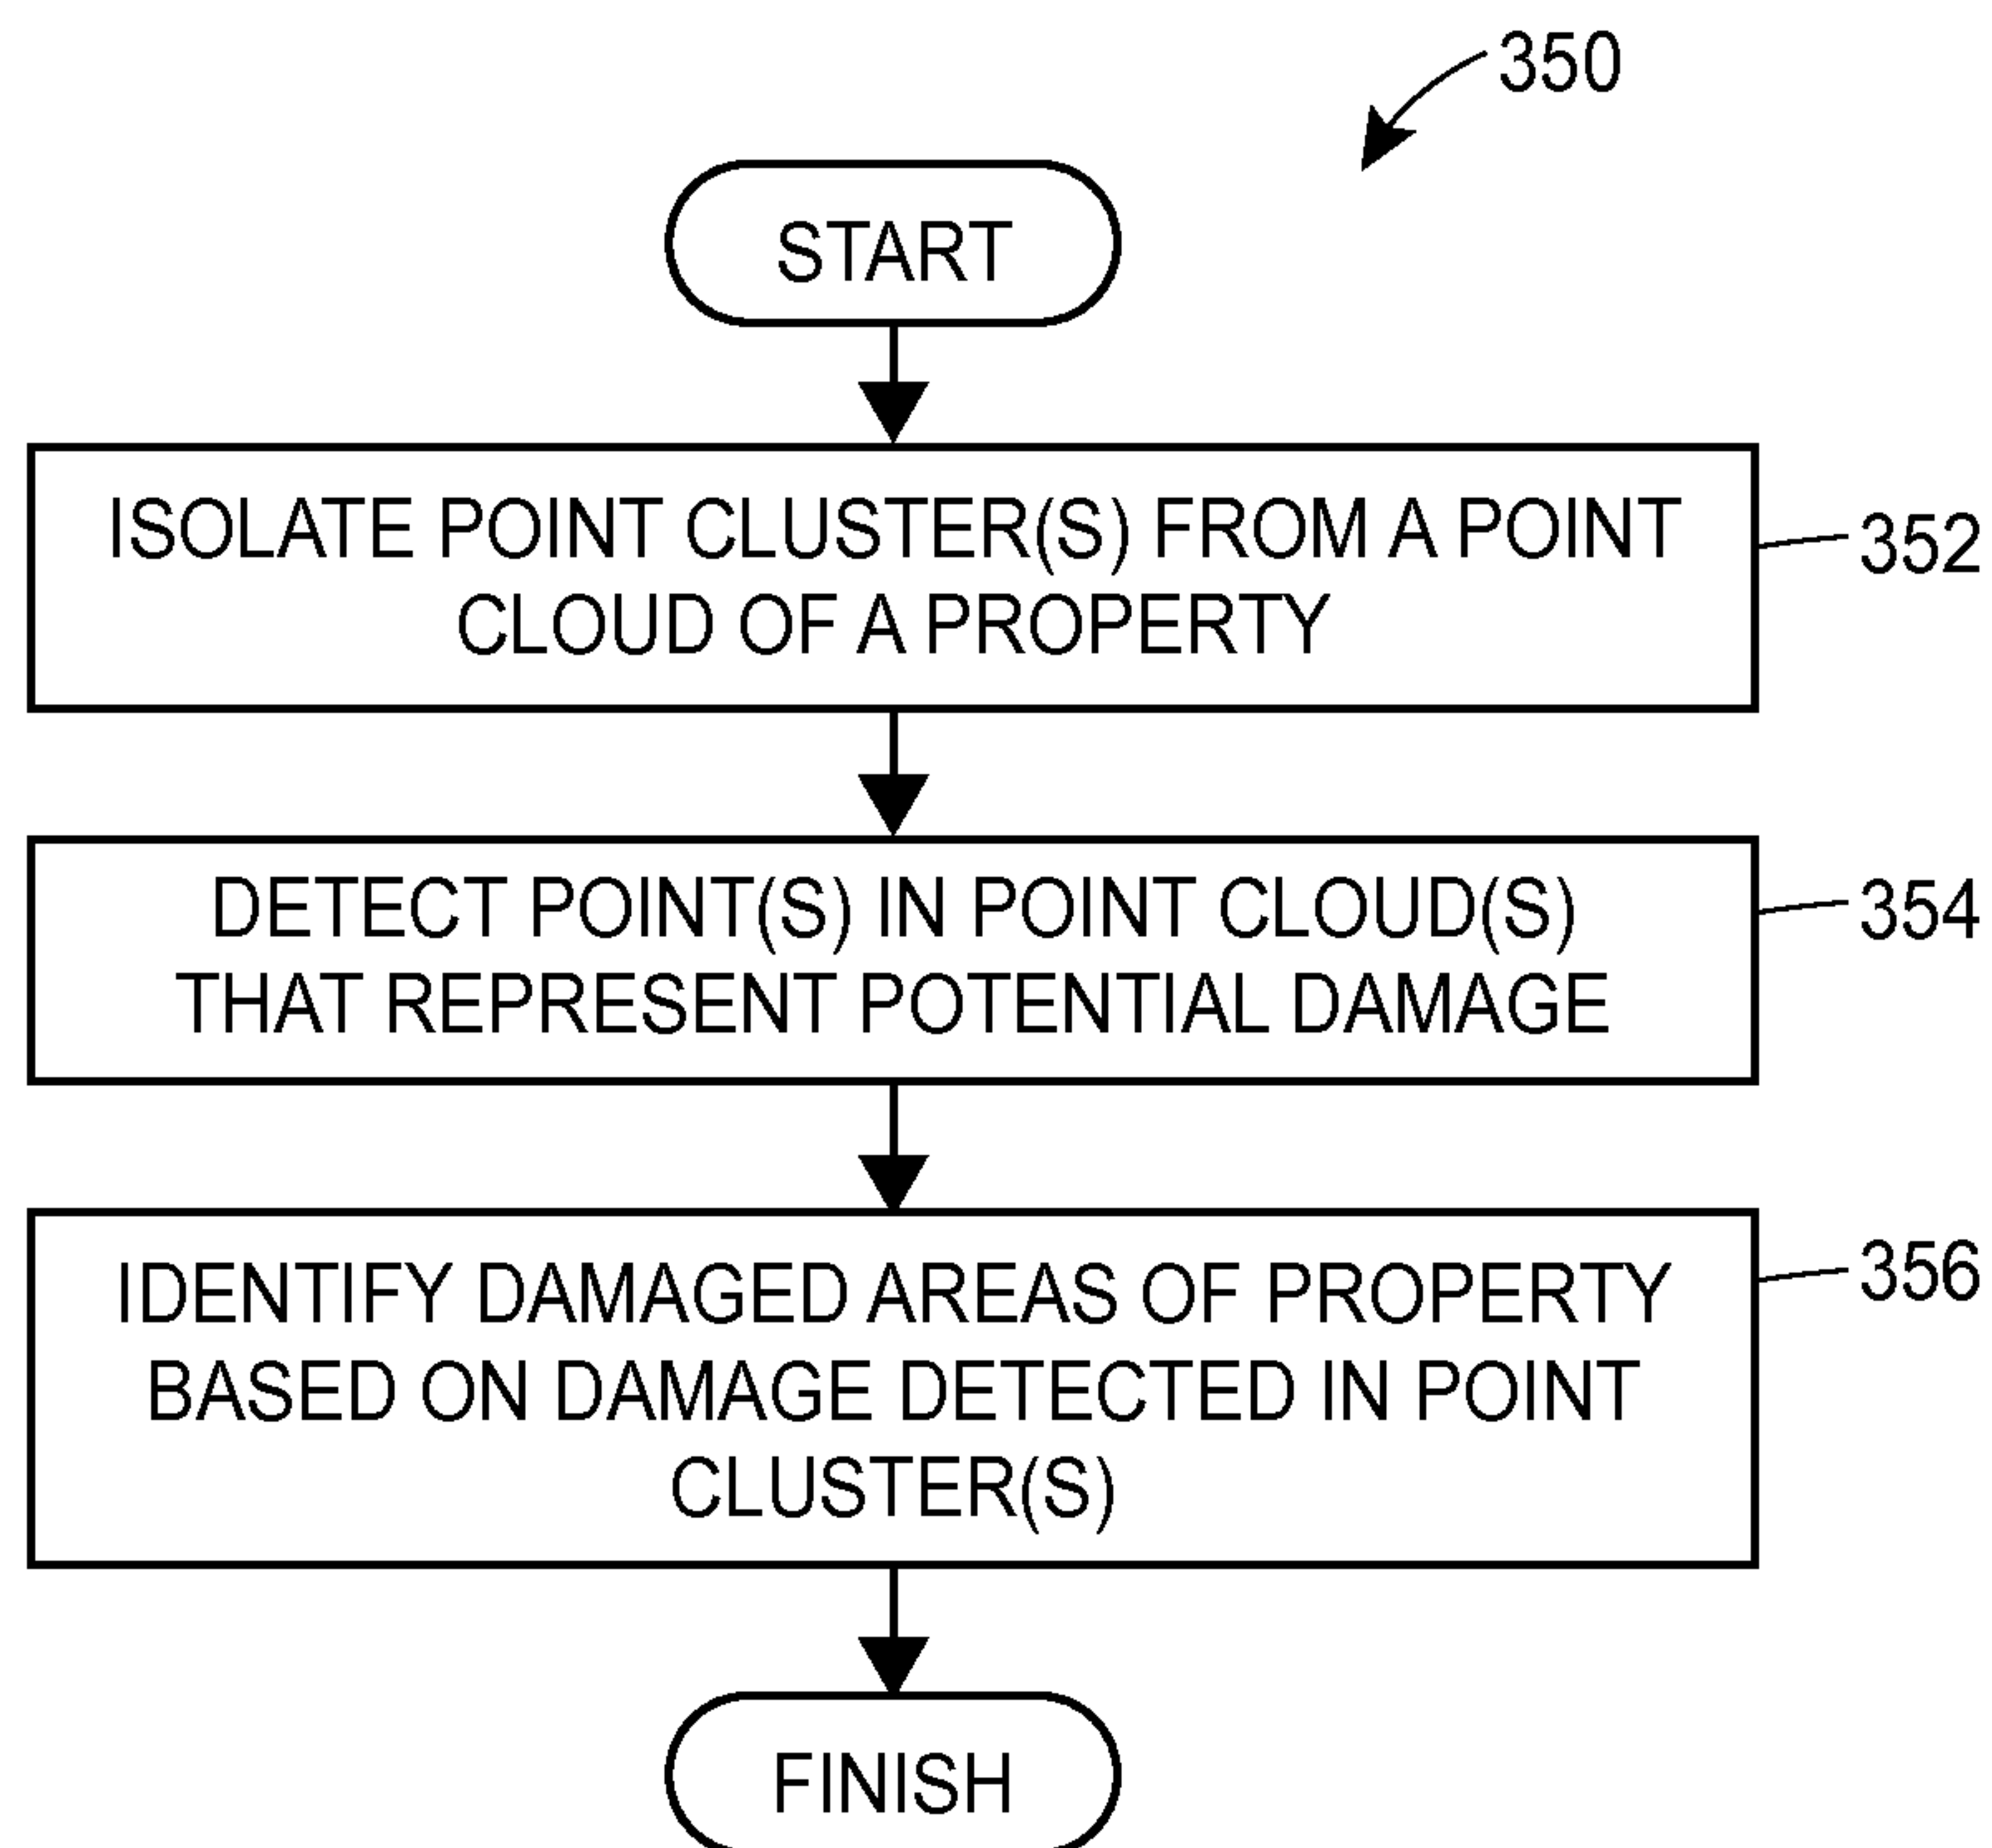 350
START
ISOLATE POINT CLUSTER(S) FROM A POINT
CLOUD OF A PROPERTY
352
DETECT POINT(S) IN POINT CLOUD(S)
THAT REPRESENT POTENTIAL DAMAGE
354
IDENTIFY DAMAGED AREAS OF PROPERTY
BASED ON DAMAGE DETECTED IN POINT
CLUSTER(S)
356
FINISH